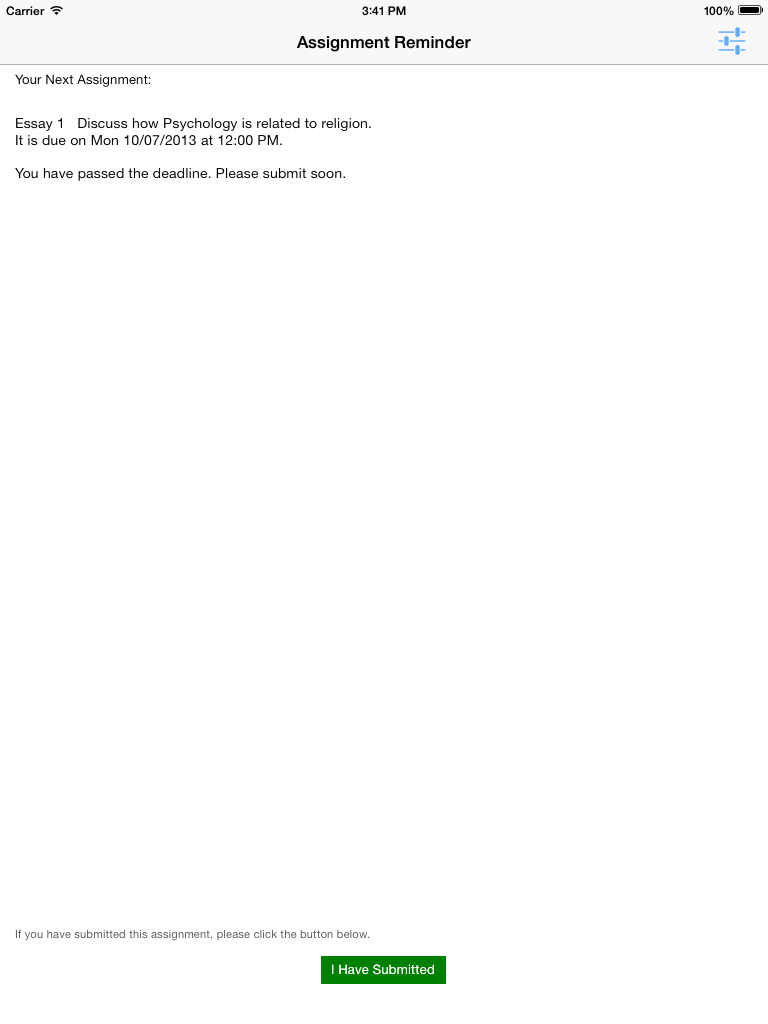 Carrier 3:41 PM 100%
Assignment Reminder
Your Next Assignment:
Essay 1 Discuss how Psychology is related to religion.
It is due on Mon 10/07/2013 at 12:00 PM.
You have passed the deadline. Please submit soon.
If you have submitted this assignment, please click the button below.
I Have Submitted